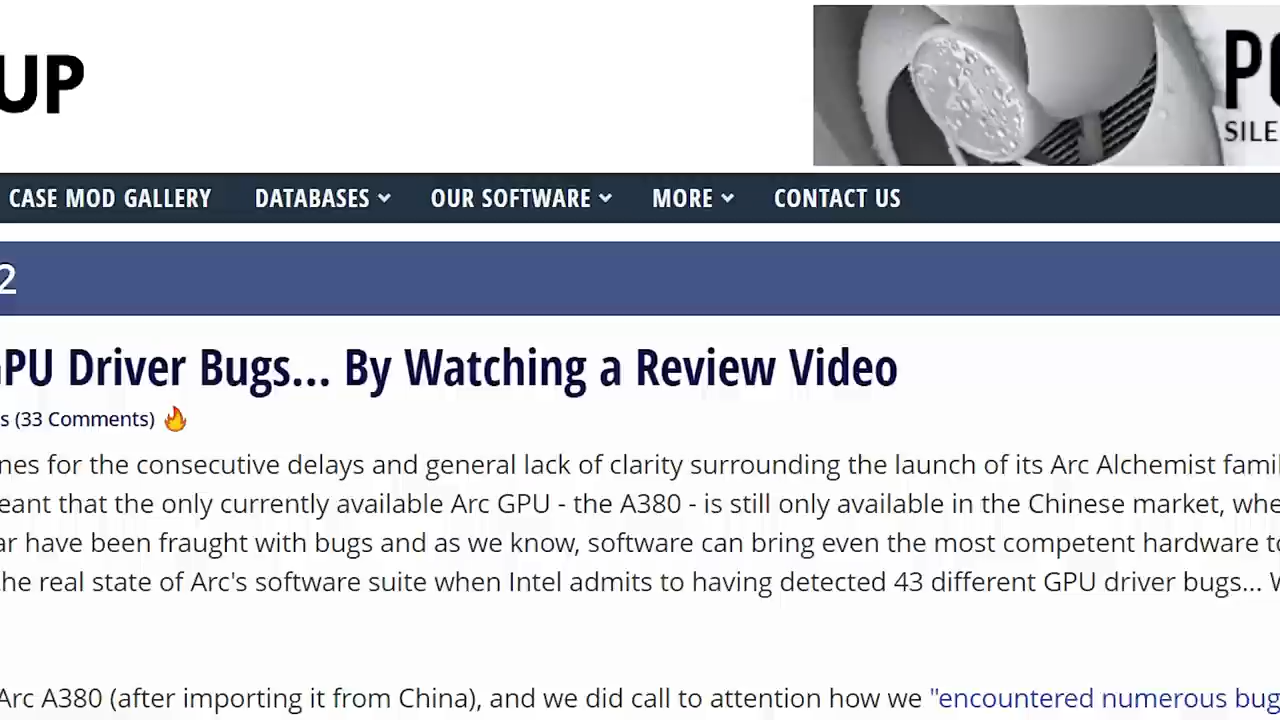 UP
SILE
CASE MOD GALLERY DATABASES OUR SOFTWARE MORE CONTACT US
2
GPU Driver Bugs... By Watching a Review Video
s (33 Comments)
nes for the consecutive delays and general lack of clarity surrounding the launch of its Arc Alchemist famil
eant that the only currently available Arc GPU - the A380 - is still only available in the Chinese market, whe
ar have been fraught with bugs and as we know, software can bring even the most competent hardware to
he real state of Arc's software suite when Intel admits to having detected 43 different GPU driver bugs... W
Arc A380 (after importing it from China), and we did call to attention how we "encountered numerous bug